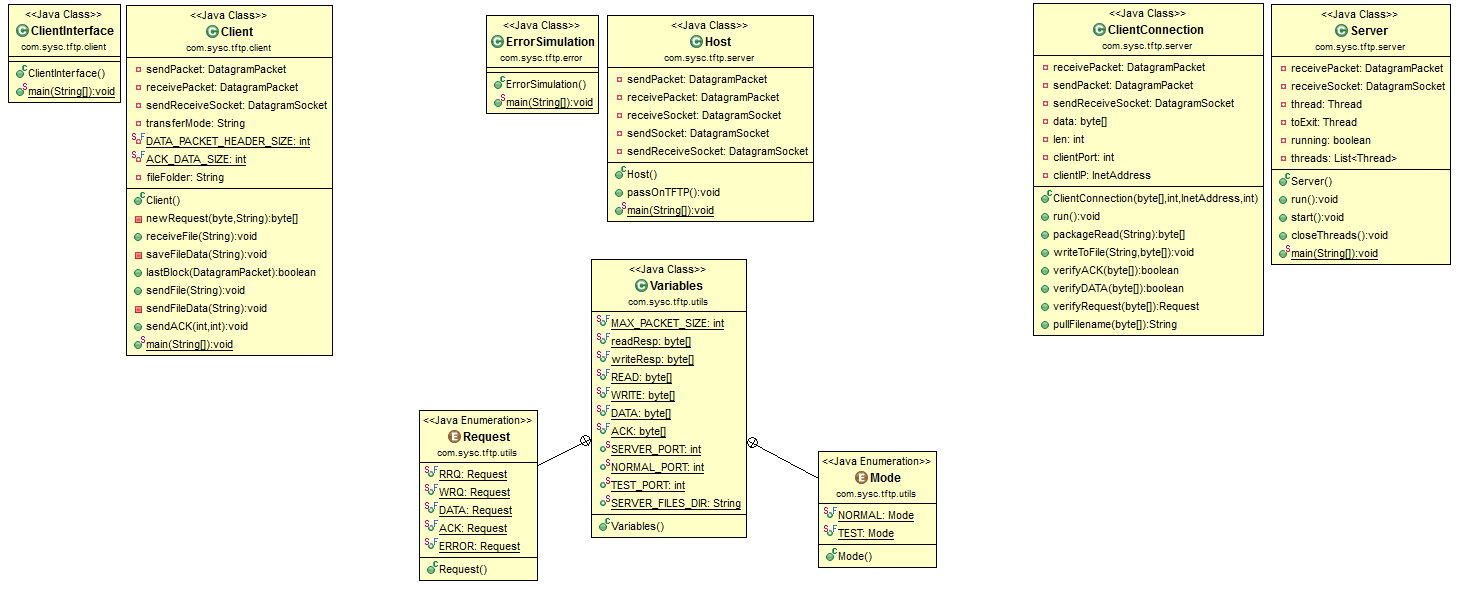 <<Java Class>>
ClientInterface
com.sysc.tftp.client
ClientInterface()
main(String[]):void
<<Java Class>>
Client
com.sysc.tftp.client
sendPacket: DatagramPacket
receivePacket: DatagramPacket
sendReceiveSocket: DatagramSocket
transferMode: String
DATA_PACKET_HEADER_SIZE: int
ACK_DATA_SIZE: int
fileFolder: String
Client()
newRequest(byte,String):byte[]
receiveFile(String):void
saveFileData(String):void
lastBlock(DatagramPacket):boolean
sendFile(String):void
sendFileData(String):void
sendACK(int,int):void
main(String[]):void
<<Java Class>>
ErrorSimulation
com.sysc.tftp.error
ErrorSimulation()
main(String[]):void
<<Java Class>>
Host
com.sysc.tftp.server
sendPacket: DatagramPacket
receivePacket: DatagramPacket
receiveSocket: DatagramSocket
sendSocket: DatagramSocket
sendReceiveSocket: DatagramSocket
Host()
passOnTFTP():void
main(String[]):void
<<Java Class>>
ClientConnection
com.sysc.tftp.server
receivePacket: DatagramPacket
sendPacket: DatagramPacket
sendReceiveSocket: DatagramSocket
data: byte[]
len: int
clientPort: int
clientIP: InetAddress
ClientConnection(byte[],int,InetAddress,int)
run():void
packageRead(String):byte[]
writeToFile(String,byte[]):void
verifyACK(byte[]):boolean
verifyDATA(byte[]):boolean
verifyRequest(byte[]):Request
pullFilename(byte[]):String
<<Java Class>>
Server
com.sysc.tftp.server
receivePacket: DatagramPacket
receiveSocket: DatagramSocket
thread: Thread
toExit: Thread
running: boolean
threads: List<Thread>
Server()
run():void
start():void
closeThreads():void
main(String[]):void
<<Java Class>>
Variables
com.sysc.tftp.utils
MAX_PACKET_SIZE: int
readResp: byte[]
writeResp: byte[]
READ: byte[]
WRITE: byte[]
DATA: byte[]
ACK: byte[]
SERVER_PORT: int
NORMAL_PORT: int
TEST_PORT: int
SERVER_FILES_DIR: String
Variables()
<<Java Enumeration>>
Request
com.sysc.tftp.utils
RRQ: Request
WRQ: Request
DATA: Request
ACK: Request
ERROR: Request
Request()
<<Java Enumeration>>
Mode
com.sysc.tftp.utils
NORMAL: Mode
TEST: Mode
Mode()